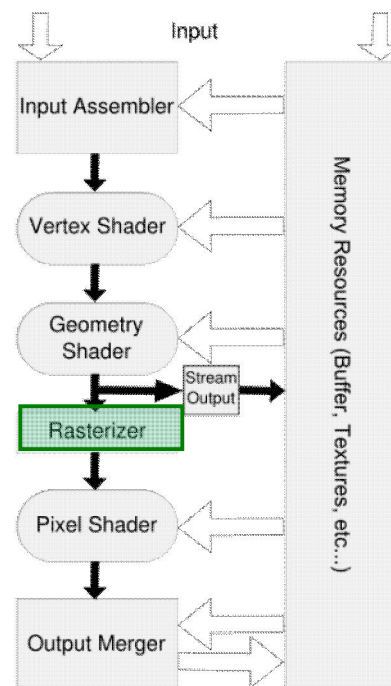 Input
Input Assembler
Vertex Shader
Geometry
Shader
Stream
Output
Rasterizer
Pixel Shader
Output Merger
Memory Resources (Buffer, Textures, etc...)